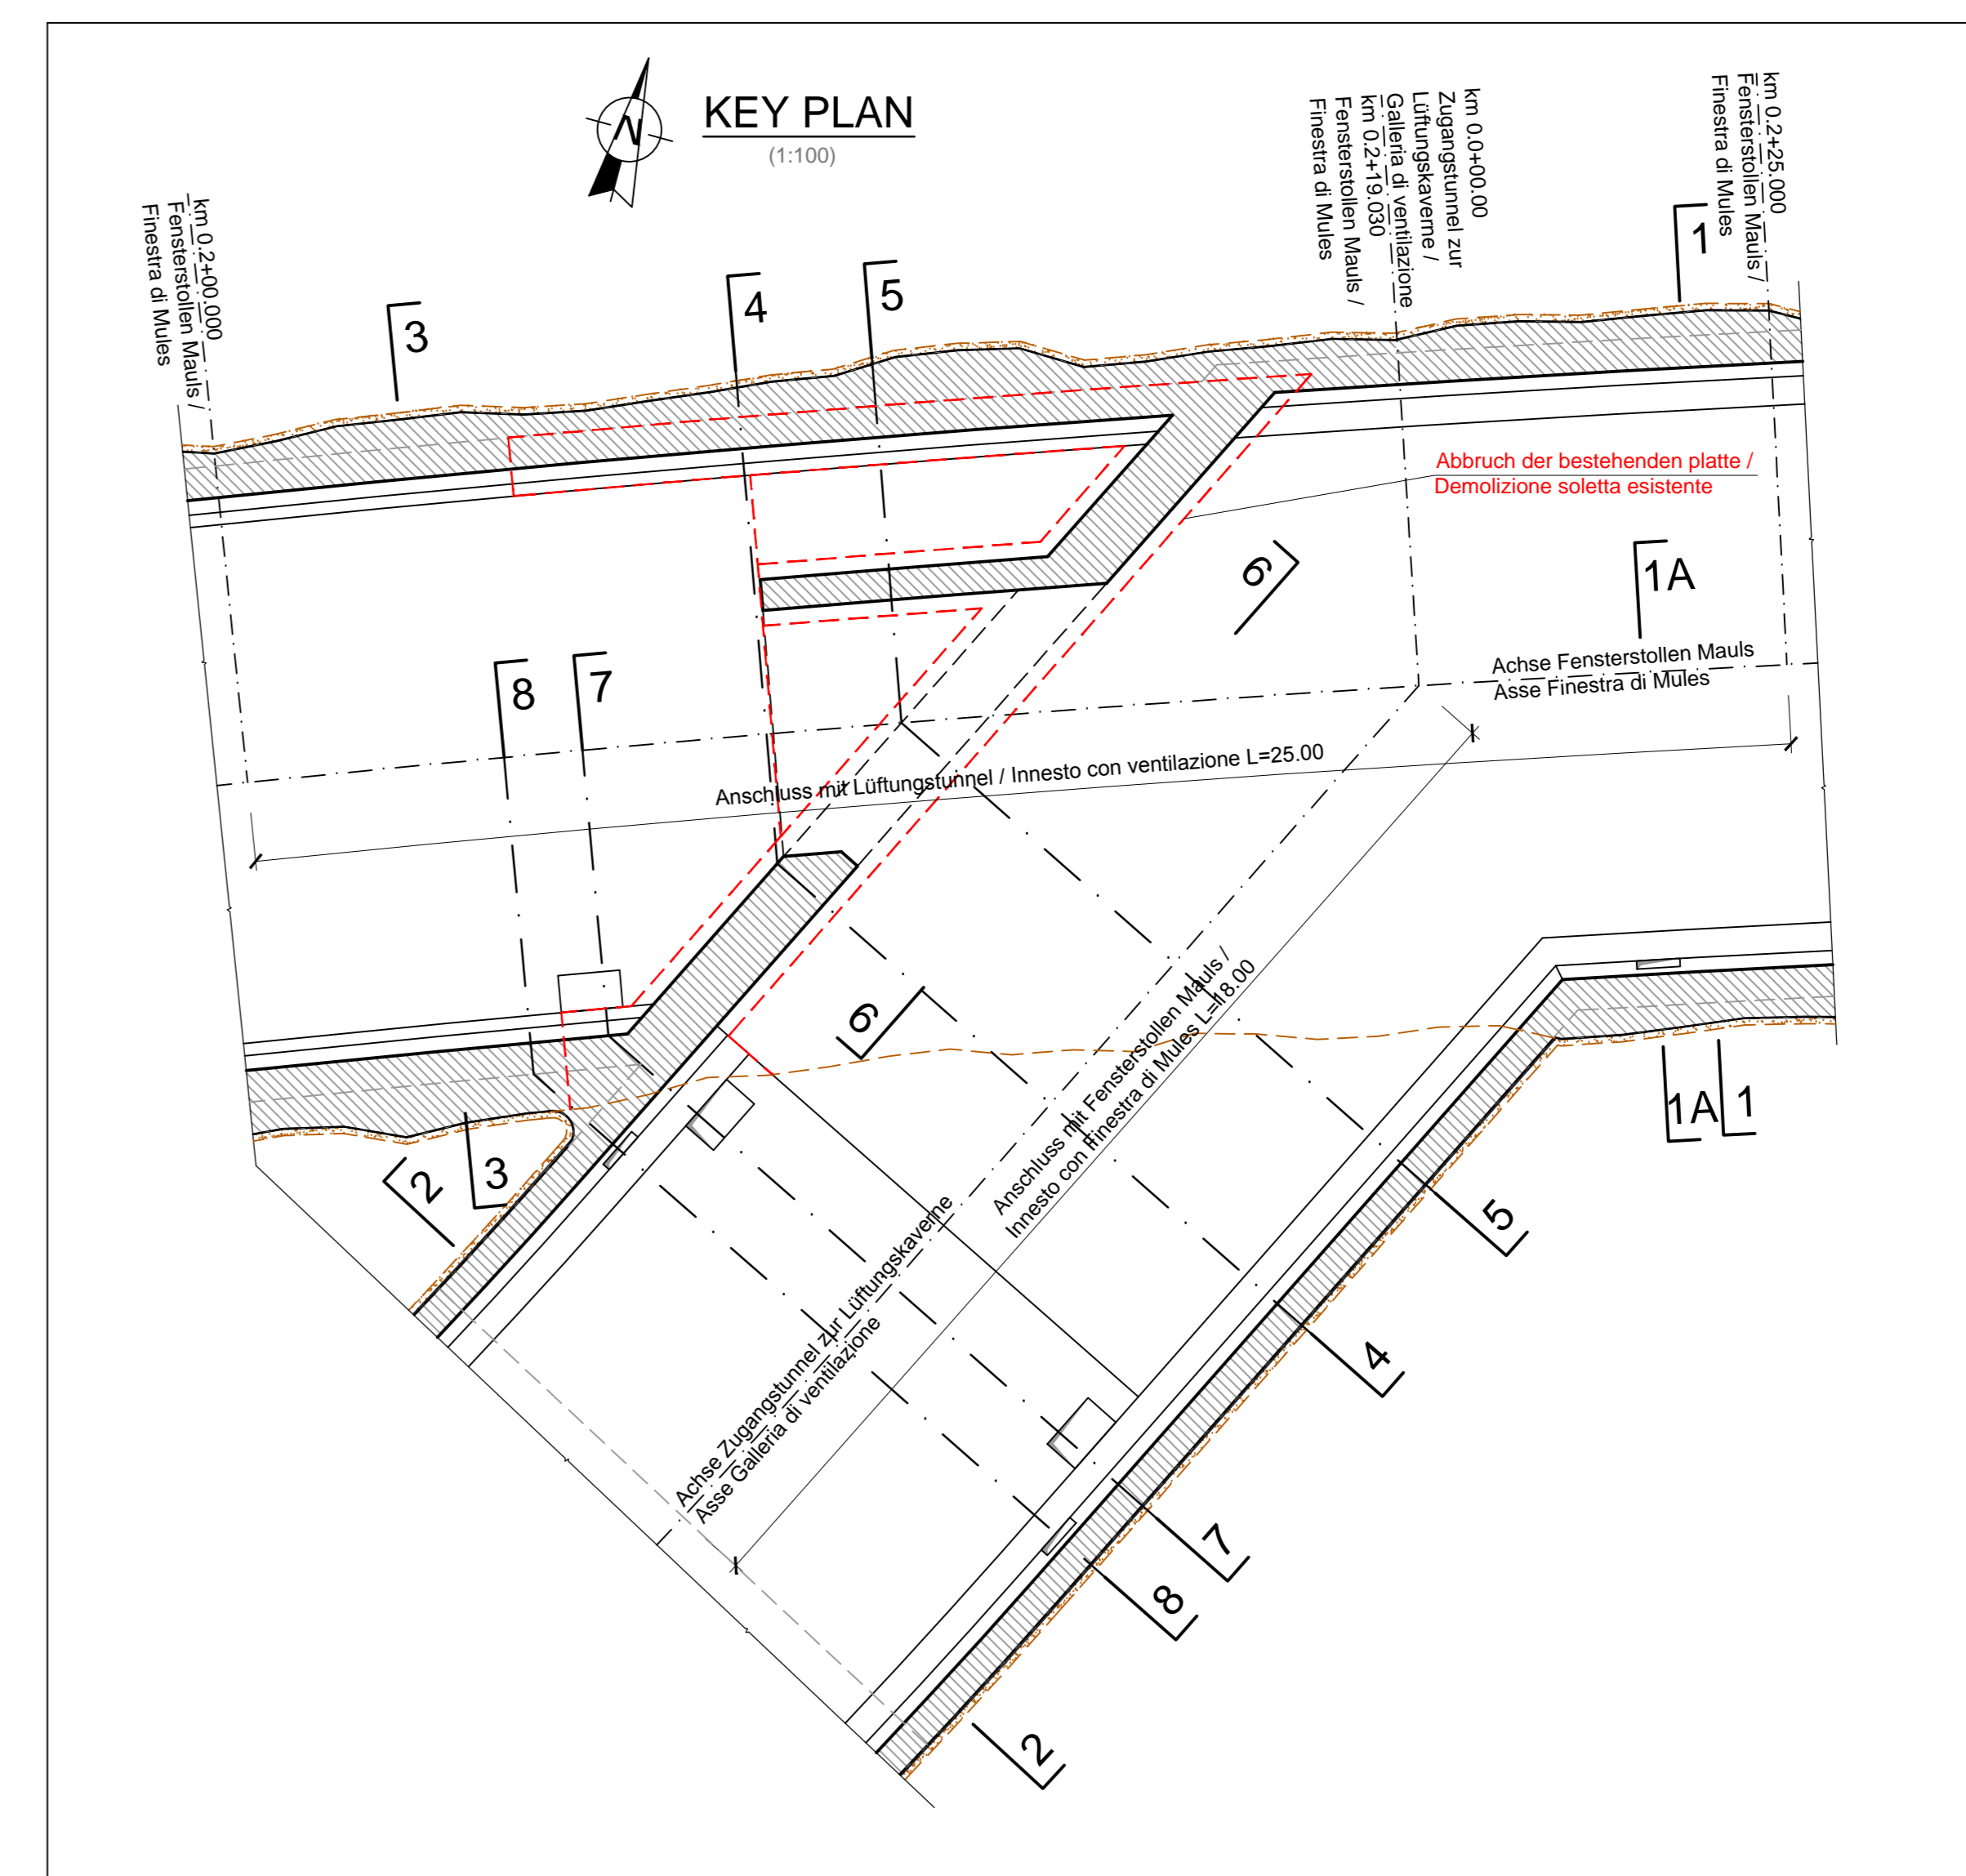 KEY PLAN
(1:100)
N
km 0.2+00.000
Fensterstollen Mauls /
Finestra di Mules
km 0.0+00.00
Zugangstunnel zur
Lüftungskaverne /
Galleria di ventilazione
km 0.2+19.030
Fensterstollen Mauls /
Finestra di Mules
km 0.2+25.000
Fensterstollen Mauls /
Finestra di Mules
1
3
4
5
Abbruch der bestehenden platte /
Demolizione soletta esistente
6
1A
8
7
Achse Fensterstollen Mauls
Asse Finestra di Mules
Anschluss mit Lüftungstunnel / Innesto con ventilazione L=25.00
6
Anschluss mit Fensterstollen Mauls /
Innesto con Finestra di Mules L=18.00
1A
1
2
3
5
Achse Zugangstunnel zur Lüftungskaverne
Asse Galleria di ventilazione
4
7
8
2